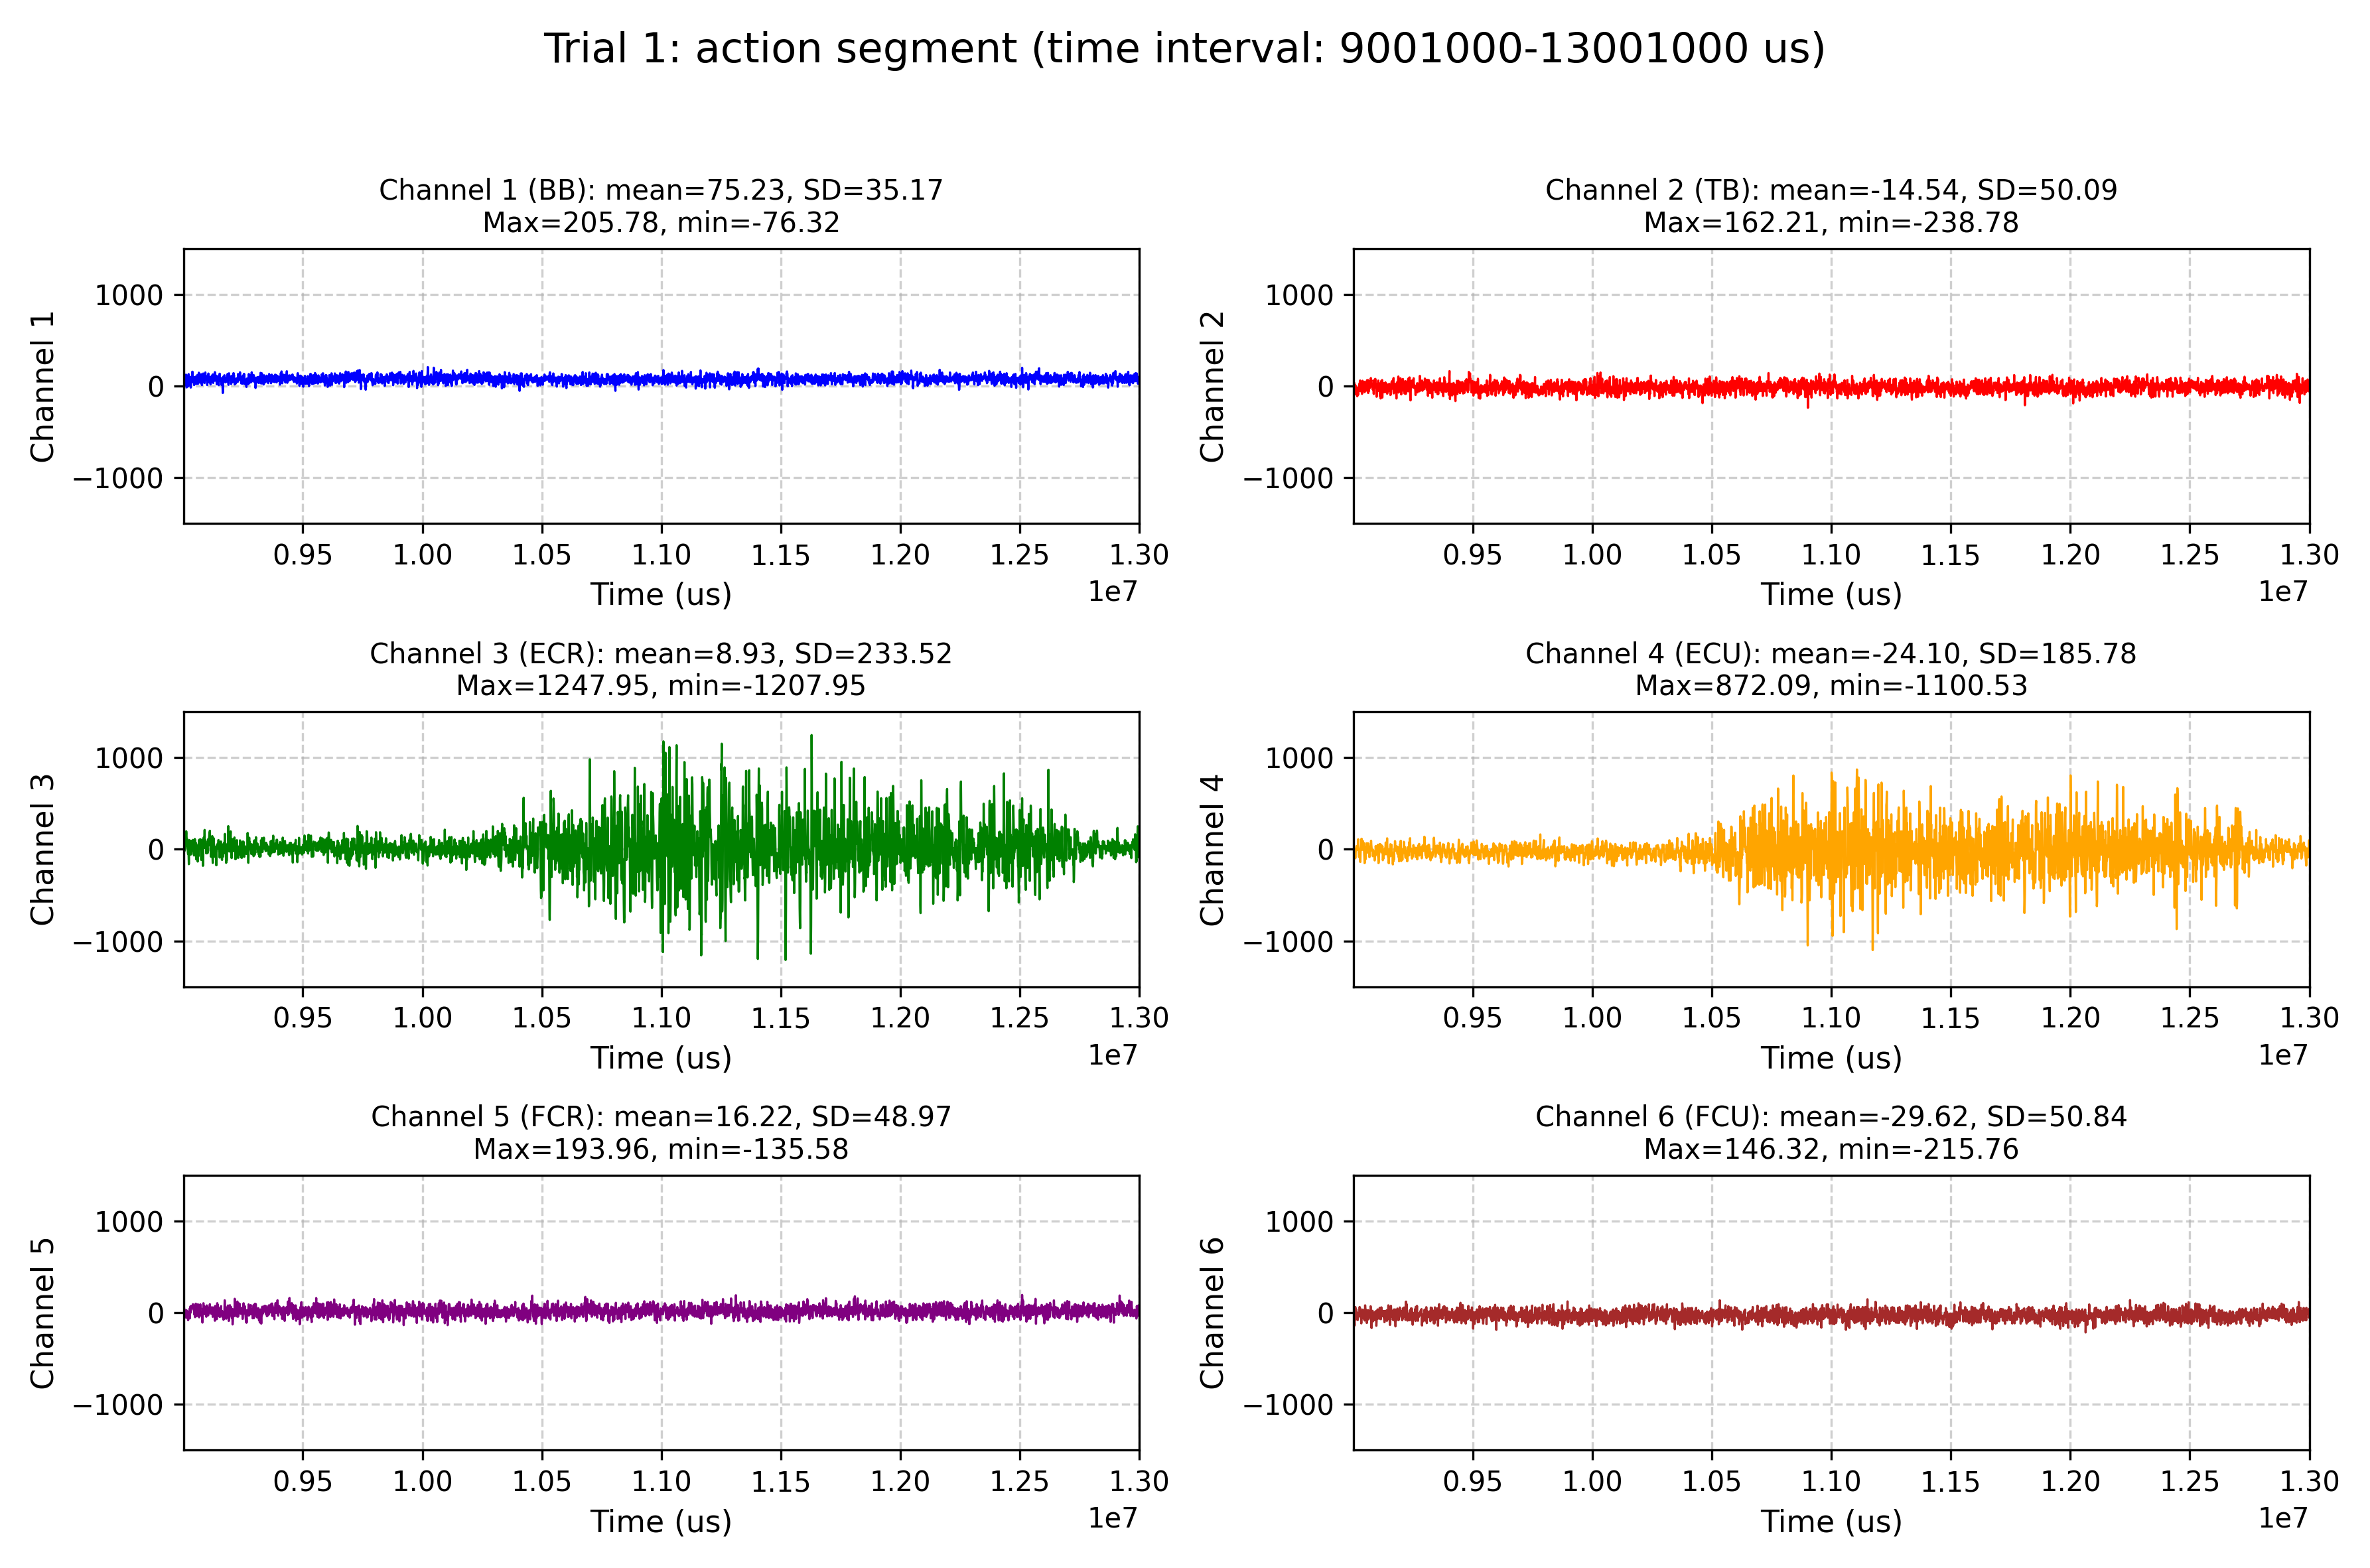 Trial 1: action segment (time interval: 9001000-13001000 us)
Channel 1 (BB): mean=75.23, SD=35.17
Max=205.78, min=-76.32
Channel 1
1000
0
−1000
0.95 1.00 1.05 1.10 1.15 1.20 1.25 1.30
Time (us)
1e7
Channel 2 (TB): mean=-14.54, SD=50.09
Max=162.21, min=-238.78
Channel 2
1000
0
−1000
0.95 1.00 1.05 1.10 1.15 1.20 1.25 1.30
Time (us)
1e7
Channel 3 (ECR): mean=8.93, SD=233.52
Max=1247.95, min=-1207.95
Channel 3
1000
0
−1000
0.95 1.00 1.05 1.10 1.15 1.20 1.25 1.30
Time (us)
1e7
Channel 4 (ECU): mean=-24.10, SD=185.78
Max=872.09, min=-1100.53
Channel 4
1000
0
−1000
0.95 1.00 1.05 1.10 1.15 1.20 1.25 1.30
Time (us)
1e7
Channel 5 (FCR): mean=16.22, SD=48.97
Max=193.96, min=-135.58
Channel 5
1000
0
−1000
0.95 1.00 1.05 1.10 1.15 1.20 1.25 1.30
Time (us)
1e7
Channel 6 (FCU): mean=-29.62, SD=50.84
Max=146.32, min=-215.76
Channel 6
1000
0
−1000
0.95 1.00 1.05 1.10 1.15 1.20 1.25 1.30
Time (us)
1e7